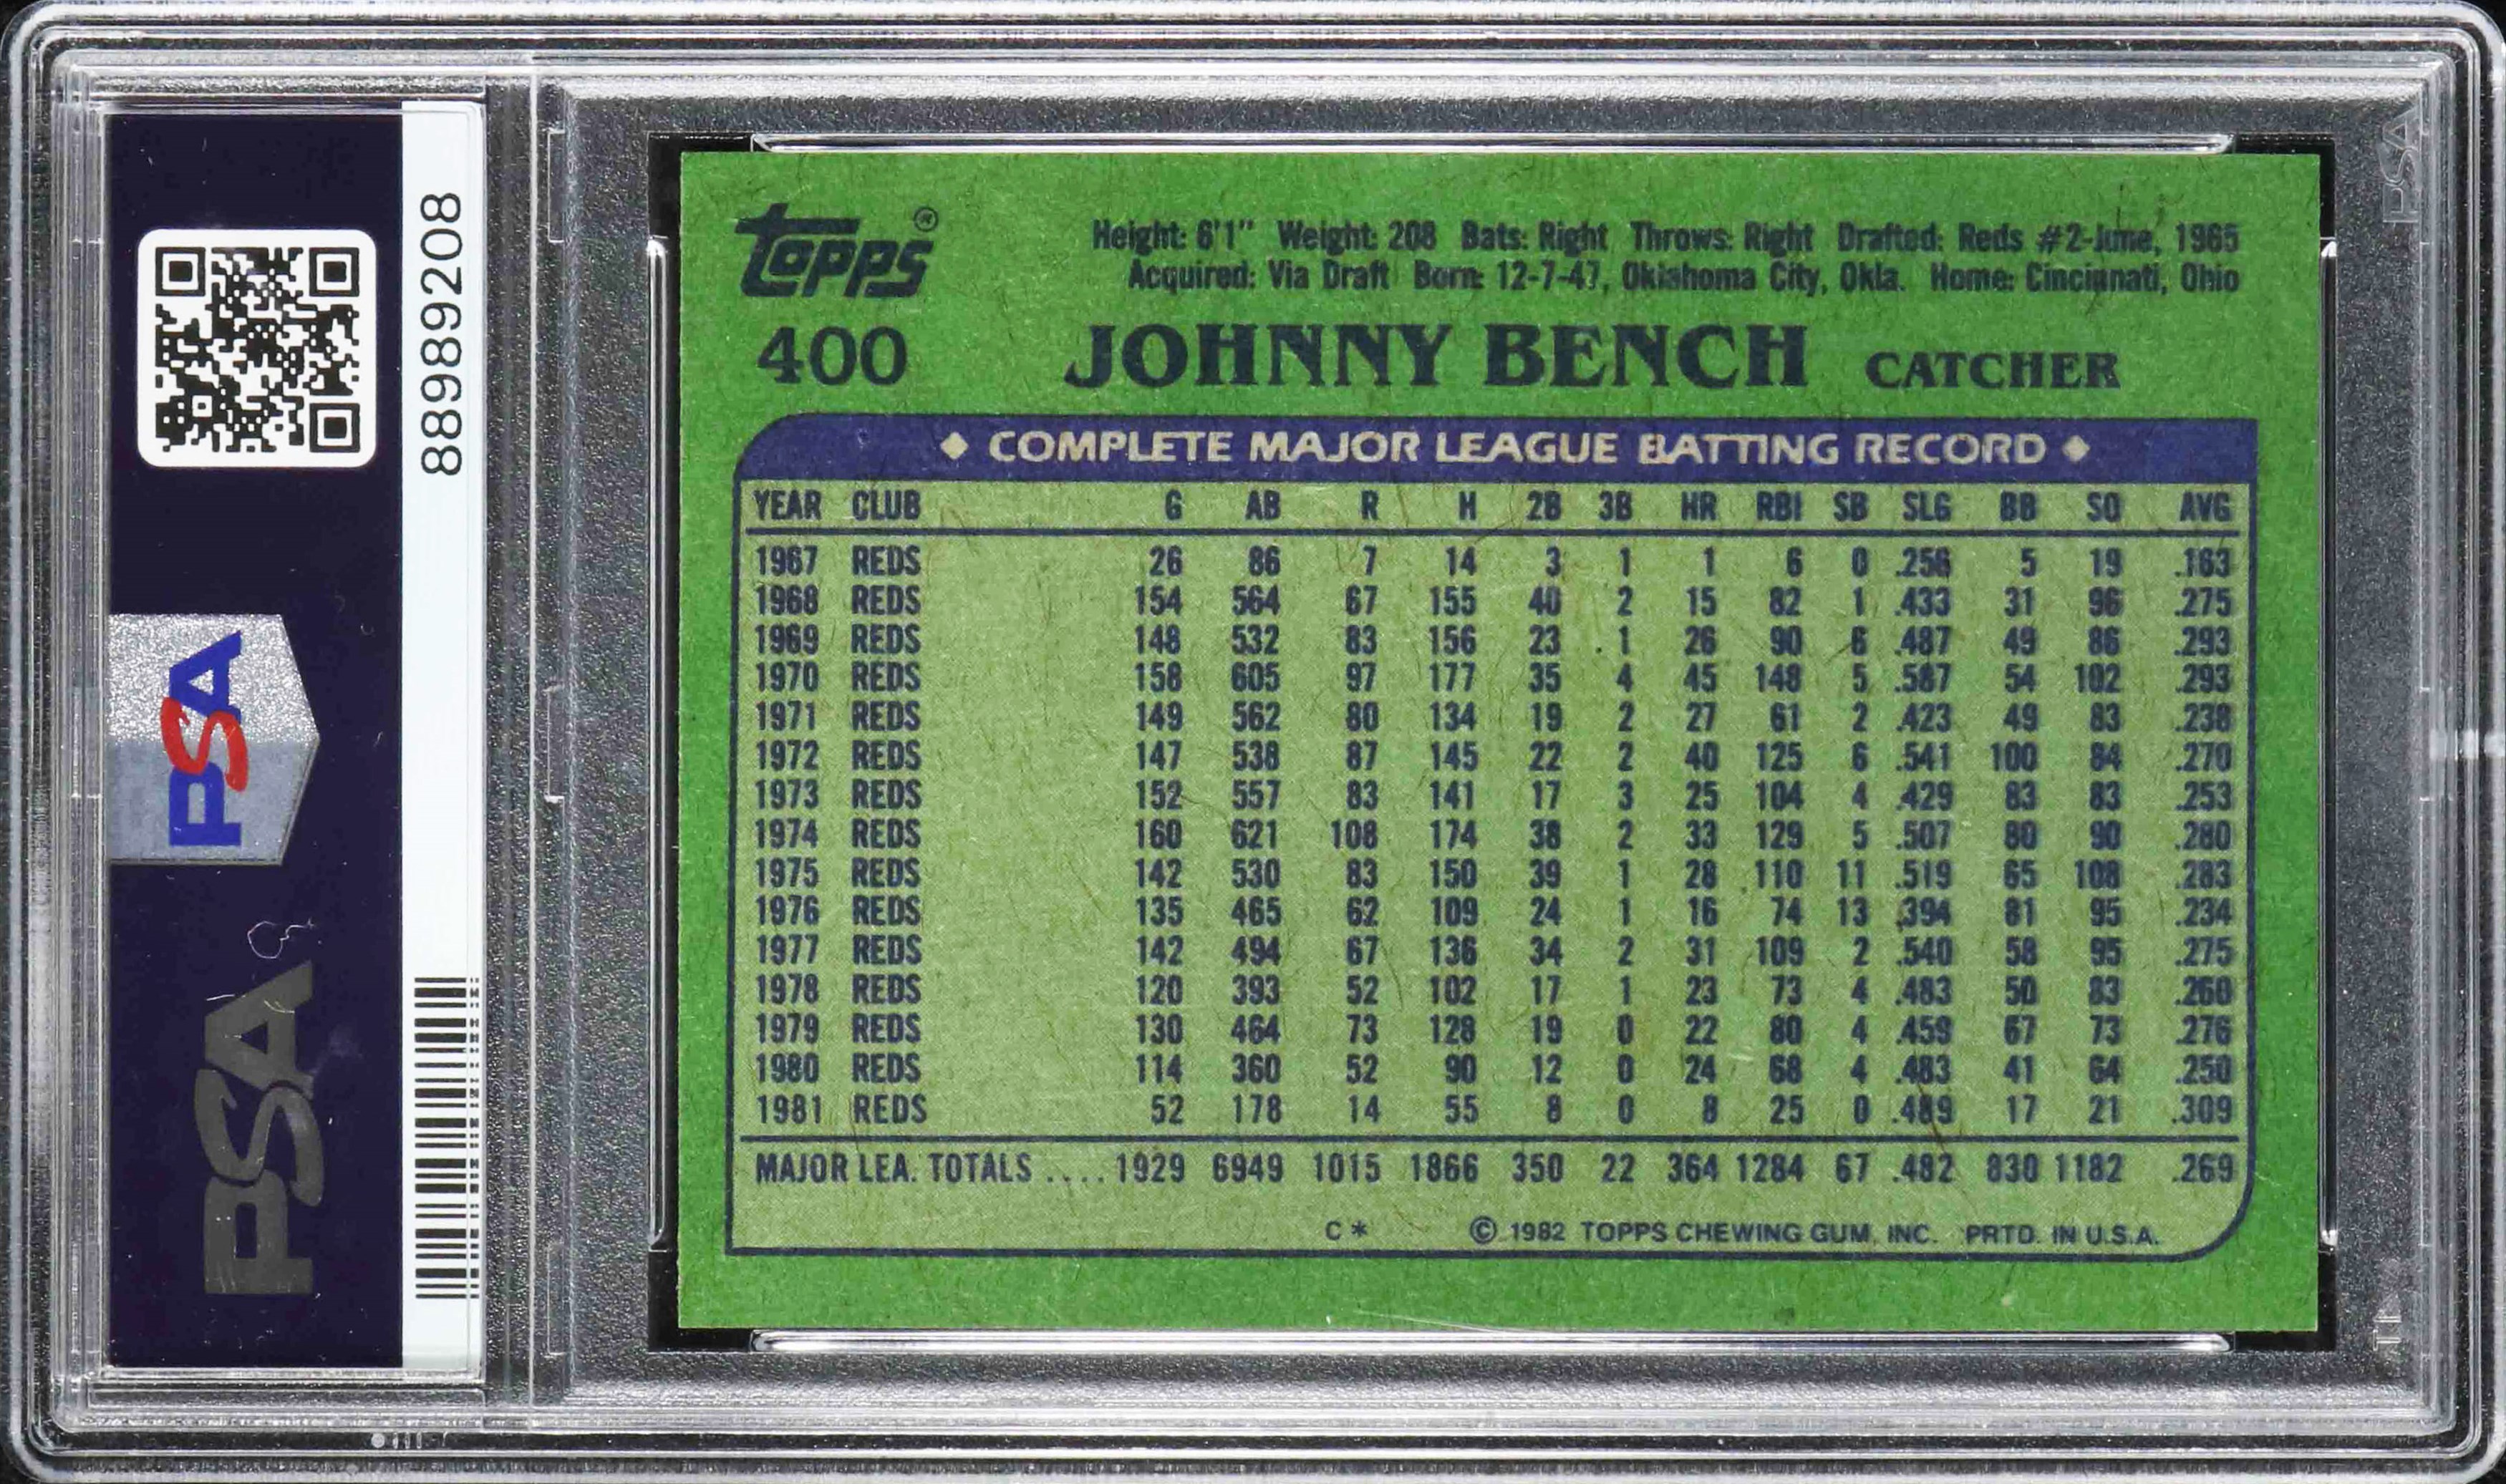 88989208
PSA
PSA
Topps®
Height: 6'1" Weight: 208 Bats: Right Throws: Right Drafted: Reds #2-June, 1965
Acquired: Via Draft Born: 12-7-47, Oklahoma City, Okla. Home: Cincinnati, Ohio
400 JOHNNY BENCH CATCHER
◆ COMPLETE MAJOR LEAGUE BATTING RECORD ◆
YEAR CLUB G AB R H 2B 3B HR RBI SB SLG BB SO AVG
1967 REDS 26 86 7 14 3 1 1 6 0 .256 5 19 .163
1968 REDS 154 564 67 155 40 2 15 82 1 .433 31 96 .275
1969 REDS 148 532 83 156 23 1 26 90 6 .487 49 86 .293
1970 REDS 158 605 97 177 35 4 45 148 5 .587 54 102 .293
1971 REDS 149 562 80 134 19 2 27 61 2 .423 49 83 .238
1972 REDS 147 538 87 145 22 2 40 125 6 .541 100 84 .270
1973 REDS 152 557 83 141 17 3 25 104 4 .429 83 83 .253
1974 REDS 160 621 108 174 38 2 33 129 5 .507 80 90 .280
1975 REDS 142 530 83 150 39 1 28 110 11 .519 65 108 .283
1976 REDS 135 465 62 109 24 1 16 74 13 .394 81 95 .234
1977 REDS 142 494 67 136 34 2 31 109 2 .540 58 95 .275
1978 REDS 120 393 52 102 17 1 23 73 4 .483 50 83 .260
1979 REDS 130 464 73 128 19 0 22 80 4 .459 67 73 .276
1980 REDS 114 360 52 90 12 0 24 68 4 .483 41 64 .250
1981 REDS 52 178 14 55 8 0 8 25 0 .489 17 21 .309
MAJOR LEA. TOTALS .... 1929 6949 1015 1866 350 22 364 1284 67 .482 830 1182 .269
C* © 1982 TOPPS CHEWING GUM, INC. PRTD. IN U.S.A.
PSA